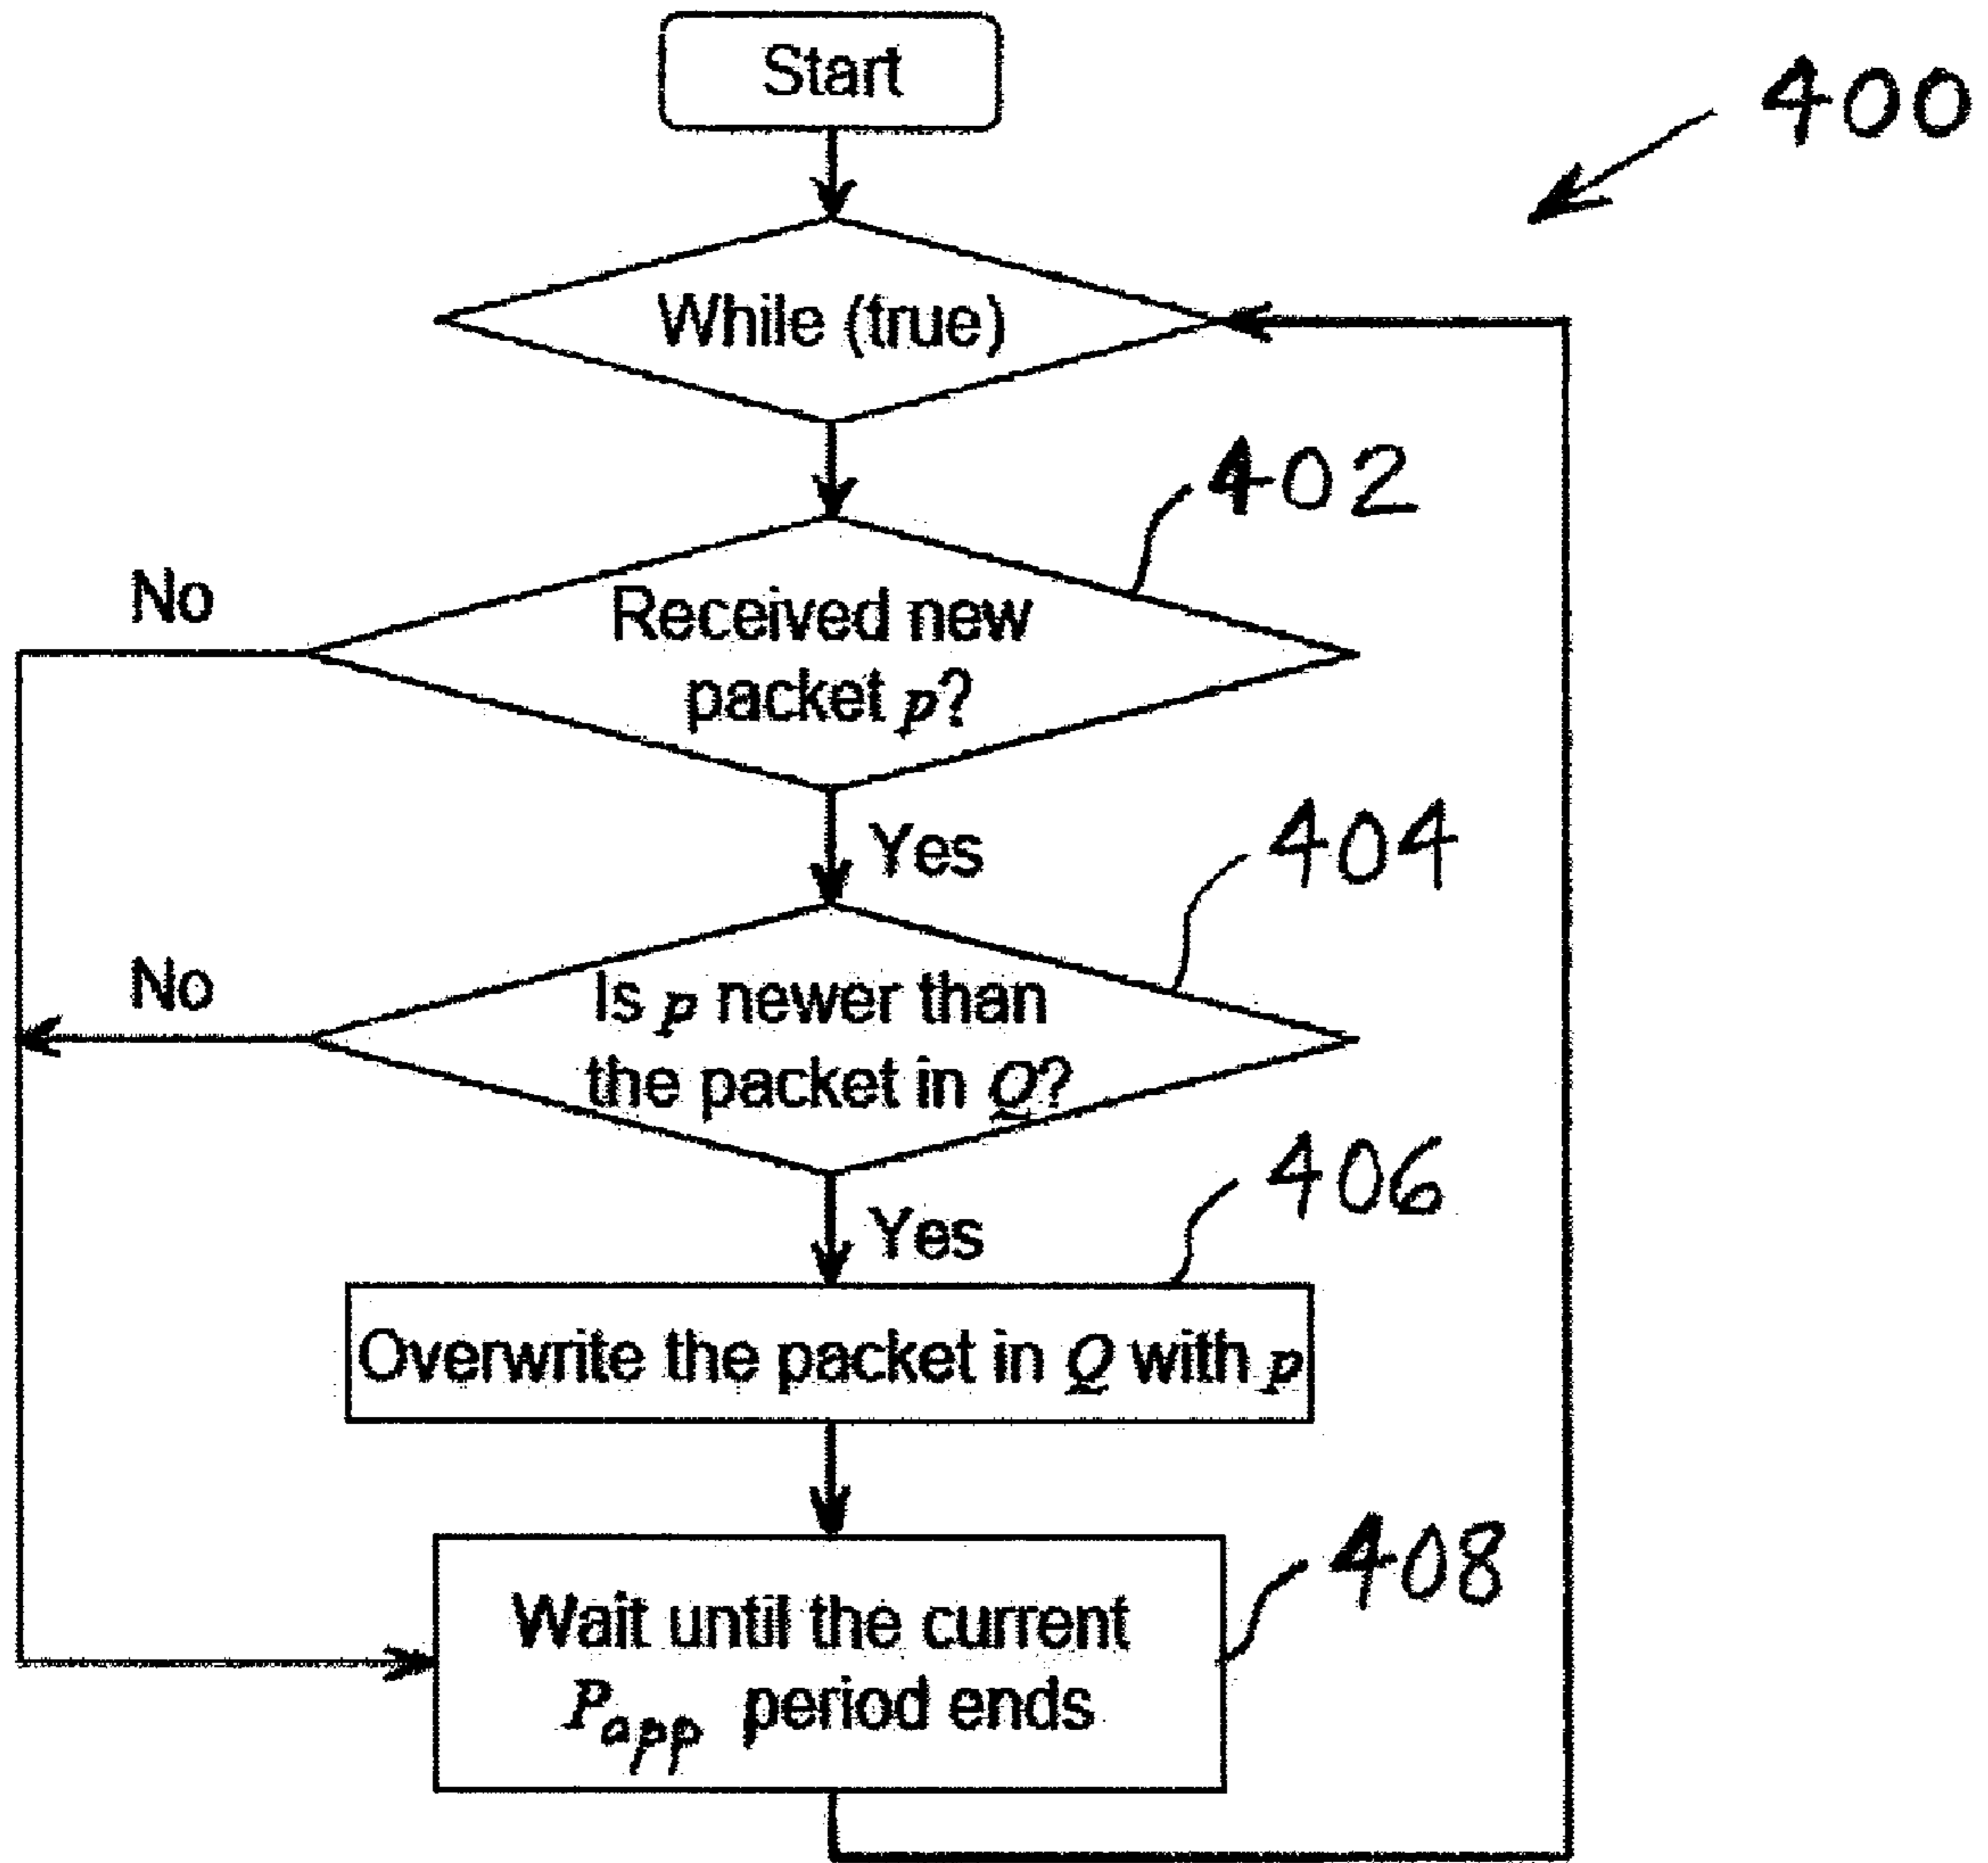 Start
400
While (true)
402
No
Received new
packet p?
Yes
404
No
Is p newer than
the packet in Q?
406
Yes
Overwrite the packet in Q with p
408
Wait until the current
Papp period ends